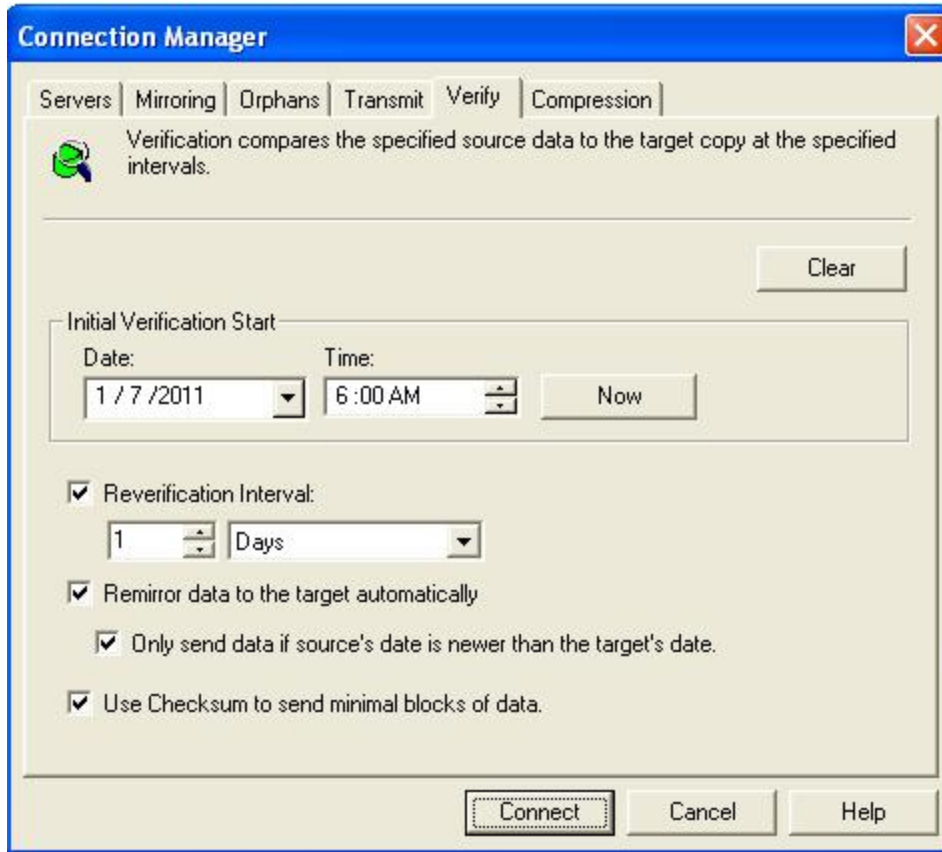 Connection Manager
Servers Mirroring Orphans Transmit Verify Compression
Verification compares the specified source data to the target copy at the specified
intervals.
Clear
Initial Verification Start
Date: Time:
1 / 7 /2011 6 :00 AM Now
Reverification Interval:
1 Days
Remirror data to the target automatically
Only send data if source's date is newer than the target's date.
Use Checksum to send minimal blocks of data.
Connect Cancel Help